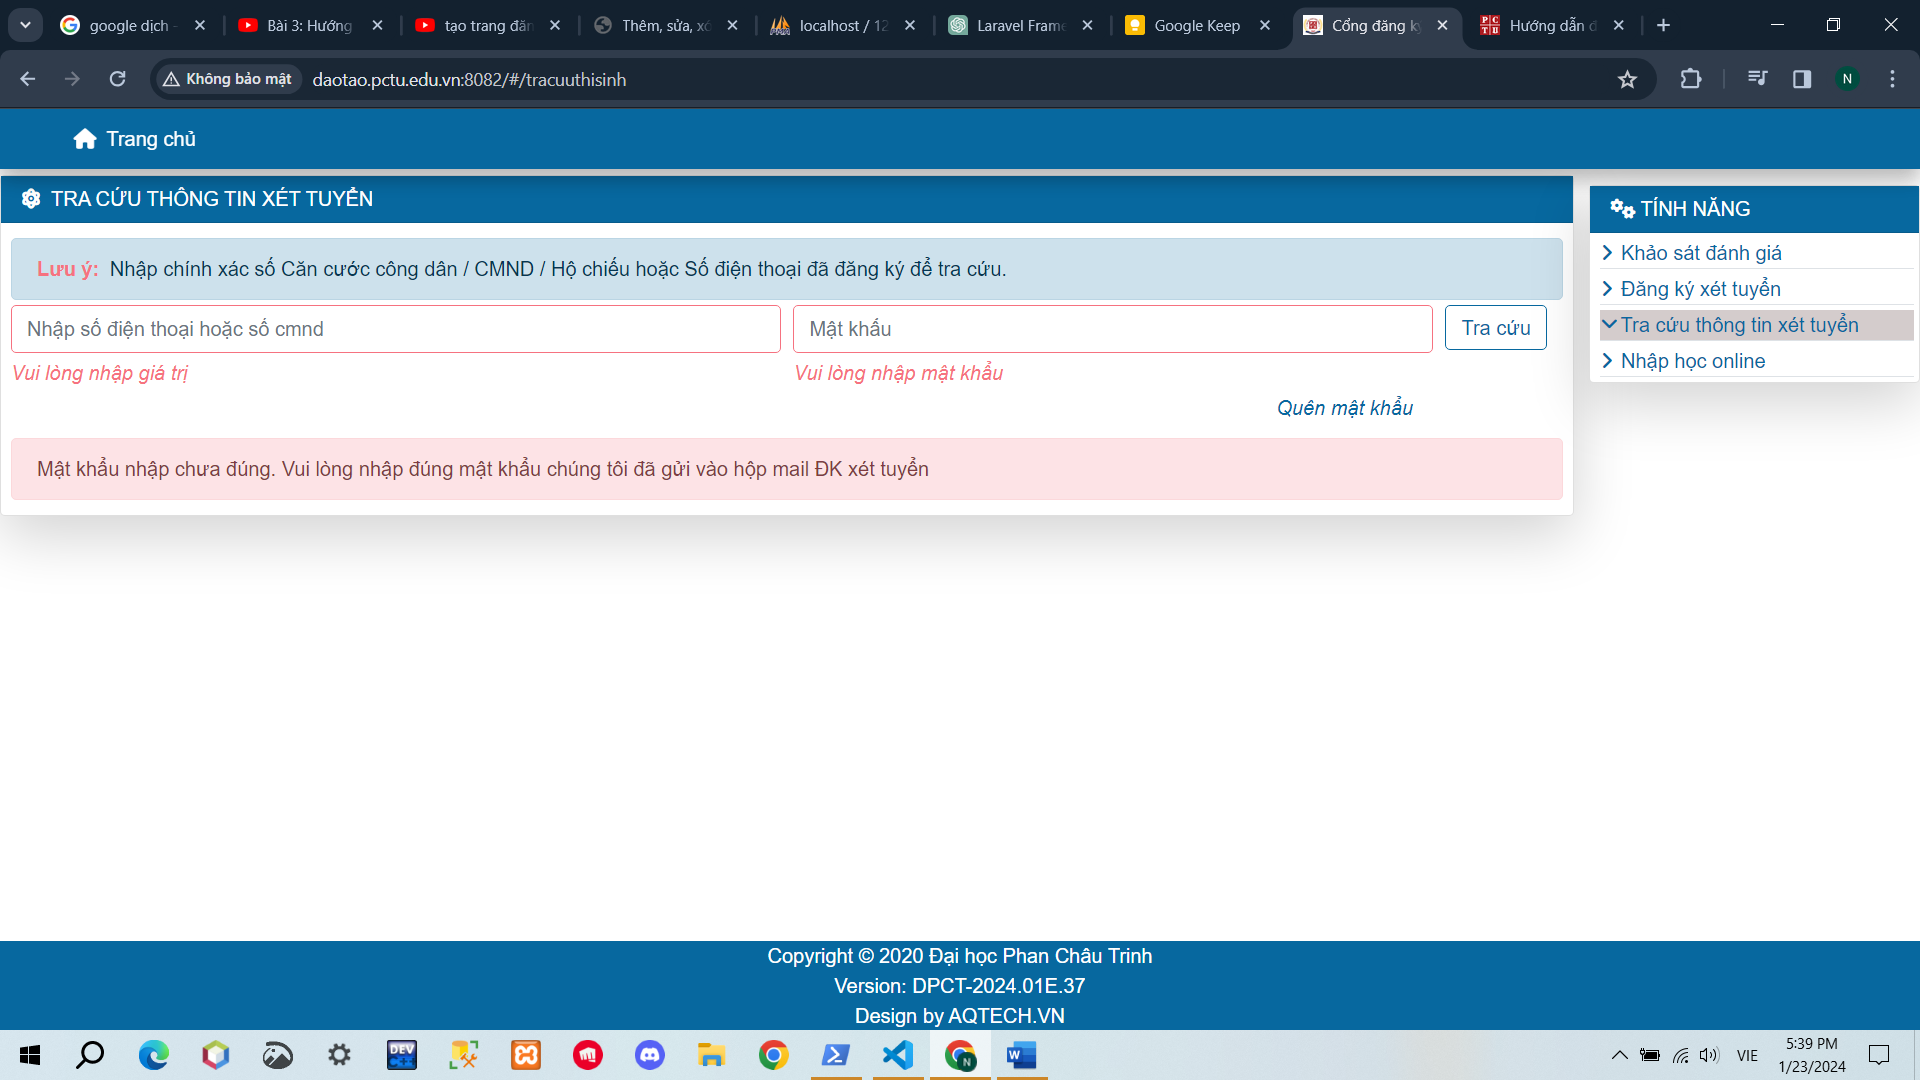 google dịch -
Bài 3: Hướng
tạo trang đăn
Thêm, sửa, xó
localhost / 12
Laravel Frame
Google Keep
Cổng đăng ký
Hướng dẫn đ
Không bảo mật
daotao.pctu.edu.vn:8082/#/tracuuthisinh
N
Trang chủ
TRA CỨU THÔNG TIN XÉT TUYỂN
Lưu ý: Nhập chính xác số Căn cước công dân / CMND / Hộ chiếu hoặc Số điện thoại đã đăng ký để tra cứu.
Nhập số điện thoại hoặc số cmnd
Mật khẩu
Tra cứu
Vui lòng nhập giá trị
Vui lòng nhập mật khẩu
Quên mật khẩu
Mật khẩu nhập chưa đúng. Vui lòng nhập đúng mật khẩu chúng tôi đã gửi vào hộp mail ĐK xét tuyển
TÍNH NĂNG
Khảo sát đánh giá
Đăng ký xét tuyển
Tra cứu thông tin xét tuyển
Nhập học online
Copyright © 2020 Đại học Phan Châu Trinh
Version: DPCT-2024.01E.37
Design by AQTECH.VN
DEV
N
W
VIE
5:39 PM
1/23/2024